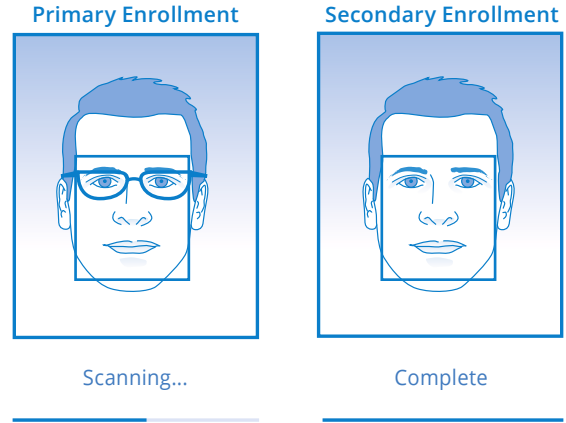 Primary Enrollment
Secondary Enrollment
Scanning...
Complete